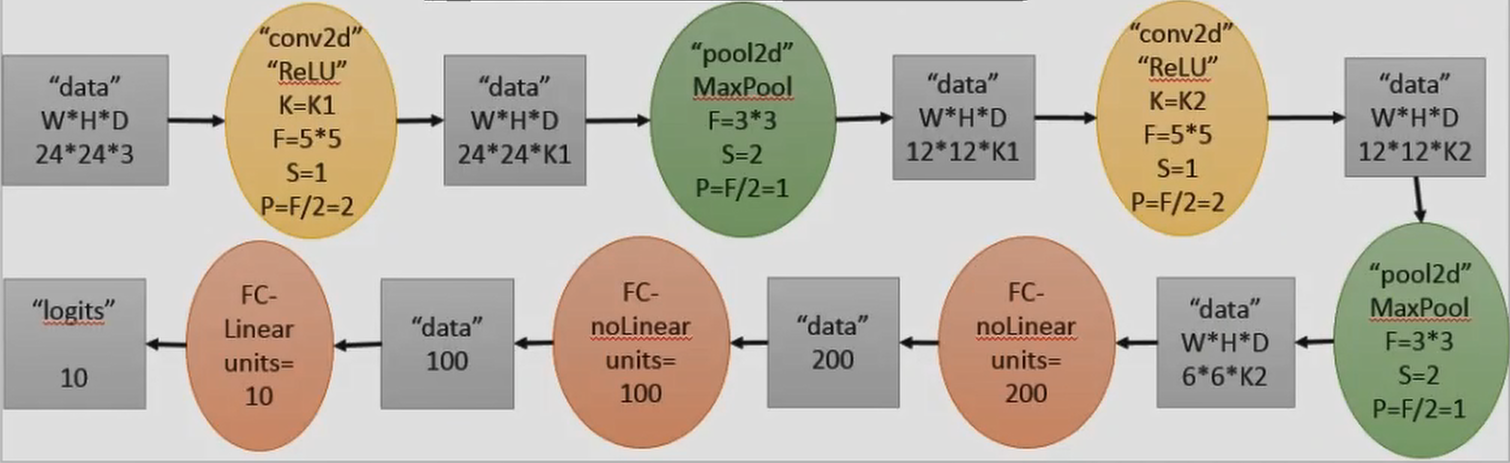 “data”
W*H*D
24*24*3
“conv2d”
“ReLU”
K=K1
F=5*5
S=1
P=F/2=2
“data”
W*H*D
24*24*K1
“pool2d”
MaxPool
F=3*3
S=2
P=F/2=1
“data”
W*H*D
12*12*K1
“conv2d”
“ReLU”
K=K2
F=5*5
S=1
P=F/2=2
“data”
W*H*D
12*12*K2
“pool2d”
MaxPool
F=3*3
S=2
P=F/2=1
“data”
W*H*D
6*6*K2
FC-
noLinear
units=
200
“data”
200
FC-
noLinear
units=
100
“data”
100
FC-
Linear
units=
10
“logits”
10